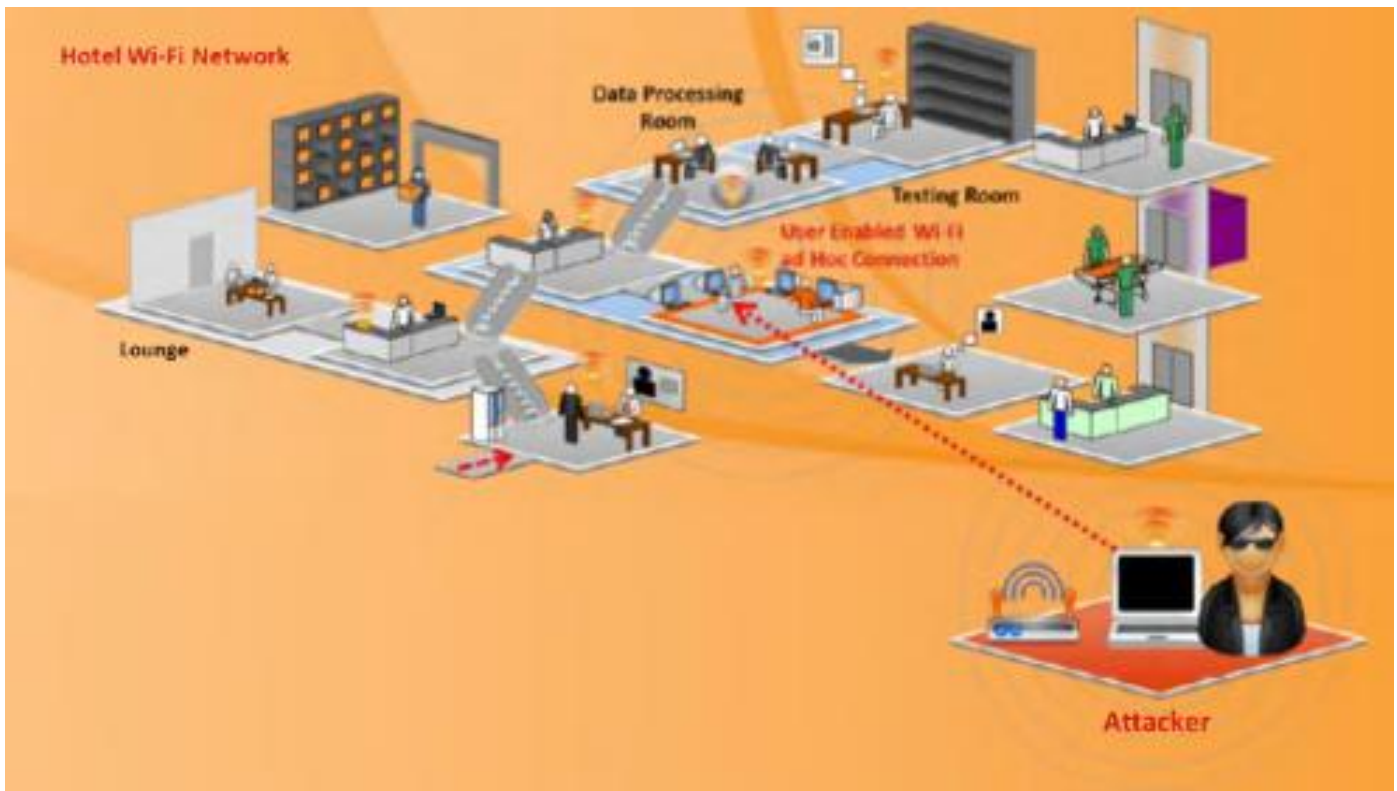 Hotel Wi-Fi Network
Data Processing
Room
Testing Room
User Enabled Wi-Fi
ad Hoc Connection
Lounge
Attacker